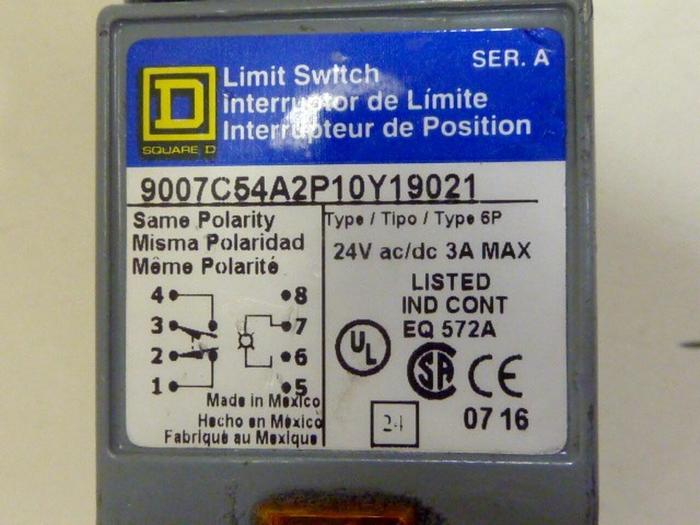 SER. A
D
SQUARE D
Limit Switch
Interruptor de Límite
Interrupteur de Position
9007C54A2P10Y19021
Same Polarity
Misma Polaridad
Même Polarité
4 8
3 7
2 6
1 5
Made in Mexico
Hecho en México
Fabriqué au Mexique
Type / Tipo / Type 6P
24V ac/dc 3A MAX
LISTED
IND CONT
EQ 572A
UL
SA
CE
24
07 16